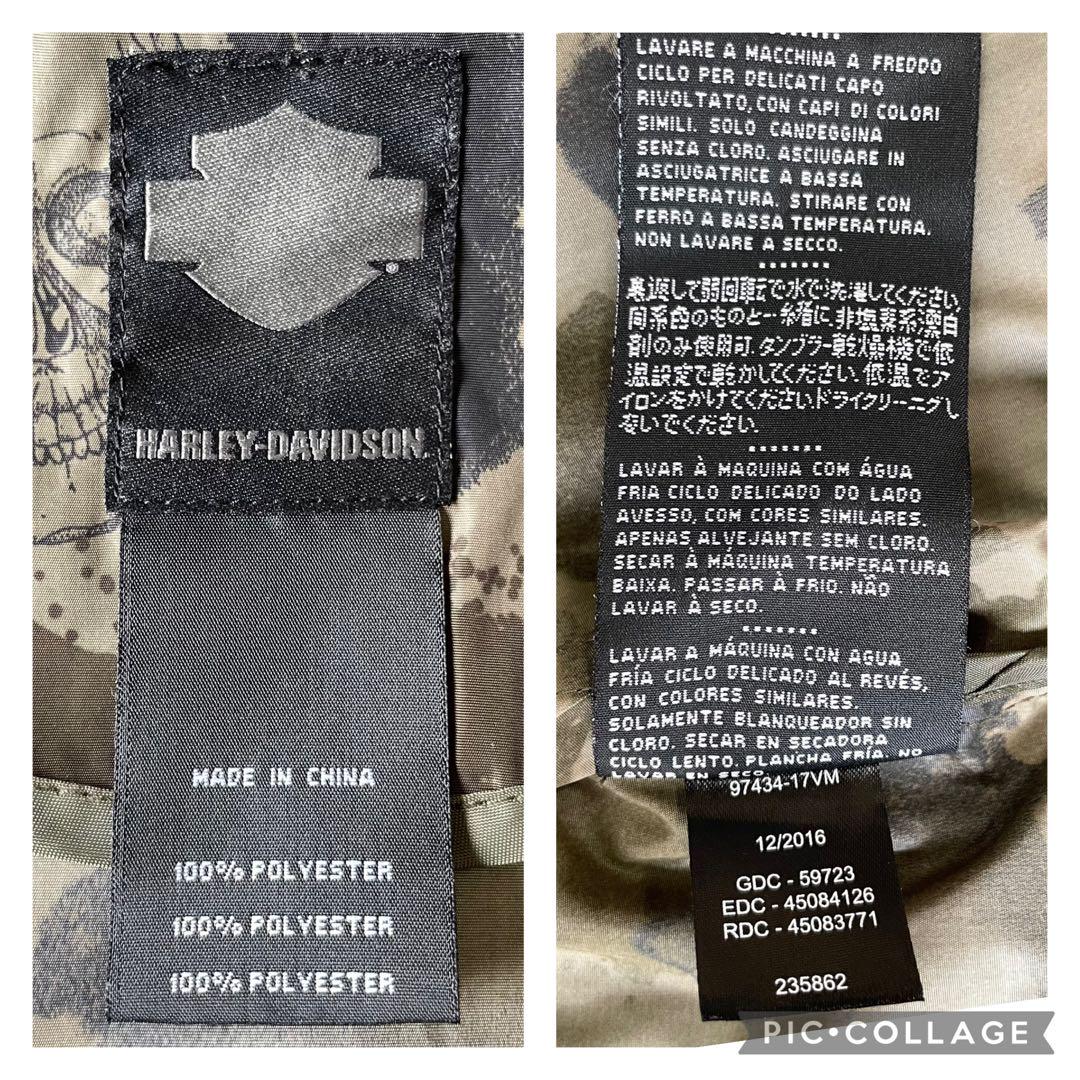 HARLEY-DAVIDSON
MADE IN CHINA
100% POLYESTER
100% POLYESTER
100% POLYESTER
LAVARE A MACCHINA A FREDDO
CICLO PER DELICATI CAPO
RIVOLTATO, CON CAPI DI COLORI
SIMILI. SOLO CANDEGGINA
SENZA CLORO. ASCIUGARE IN
ASCIUGATRICE A BASSA
TEMPERATURA. STIRARE CON
FERRO A BASSA TEMPERATURA.
NON LAVARE A SECCO.
裏返して弱回転で水で洗濯してください,
同系色のものと一緒に, 非塩素系漂白
剤のみ使用可. タンブラー乾燥機で低
温設定で乾かしてください. 低温でア
イロンをかけてくださいドライクリーニグし
ないでください.
LAVAR À MAQUINA COM ÁGUA
FRIA CICLO DELICADO DO LADO
AVESSO, COM CORES SIMILARES.
APENAS ALVEJANTE SEM CLORO.
SECAR À MÁQUINA TEMPERATURA
BAIXA. PASSAR À FRIO. NÃO
LAVAR À SECO.
LAVAR A MÁQUINA CON AGUA
FRÍA CICLO DELICADO AL REVÉS,
CON COLORES SIMILARES.
SOLAMENTE BLANQUEADOR SIN
CLORO. SECAR EN SECADORA
CICLO LENTO. PLANCHA FRÍA. NO
LAVAR EN SECO
97434-17VM
12/2016
GDC - 59723
EDC - 45084126
RDC - 45083771
235862
PIC•COLLAGE